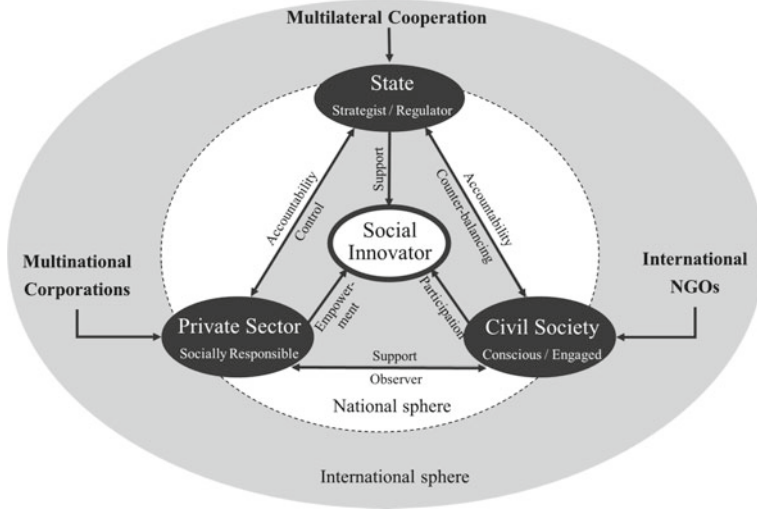 Multilateral Cooperation
State
Strategist / Regulator
Accountability
Control
Support
Accountability
Counter-balancing
Social
Innovator
Multinational
Corporations
International
NGOs
Empower-
ment
Participation
Private Sector
Socially Responsible
Civil Society
Conscious / Engaged
Support
Observer
National sphere
International sphere